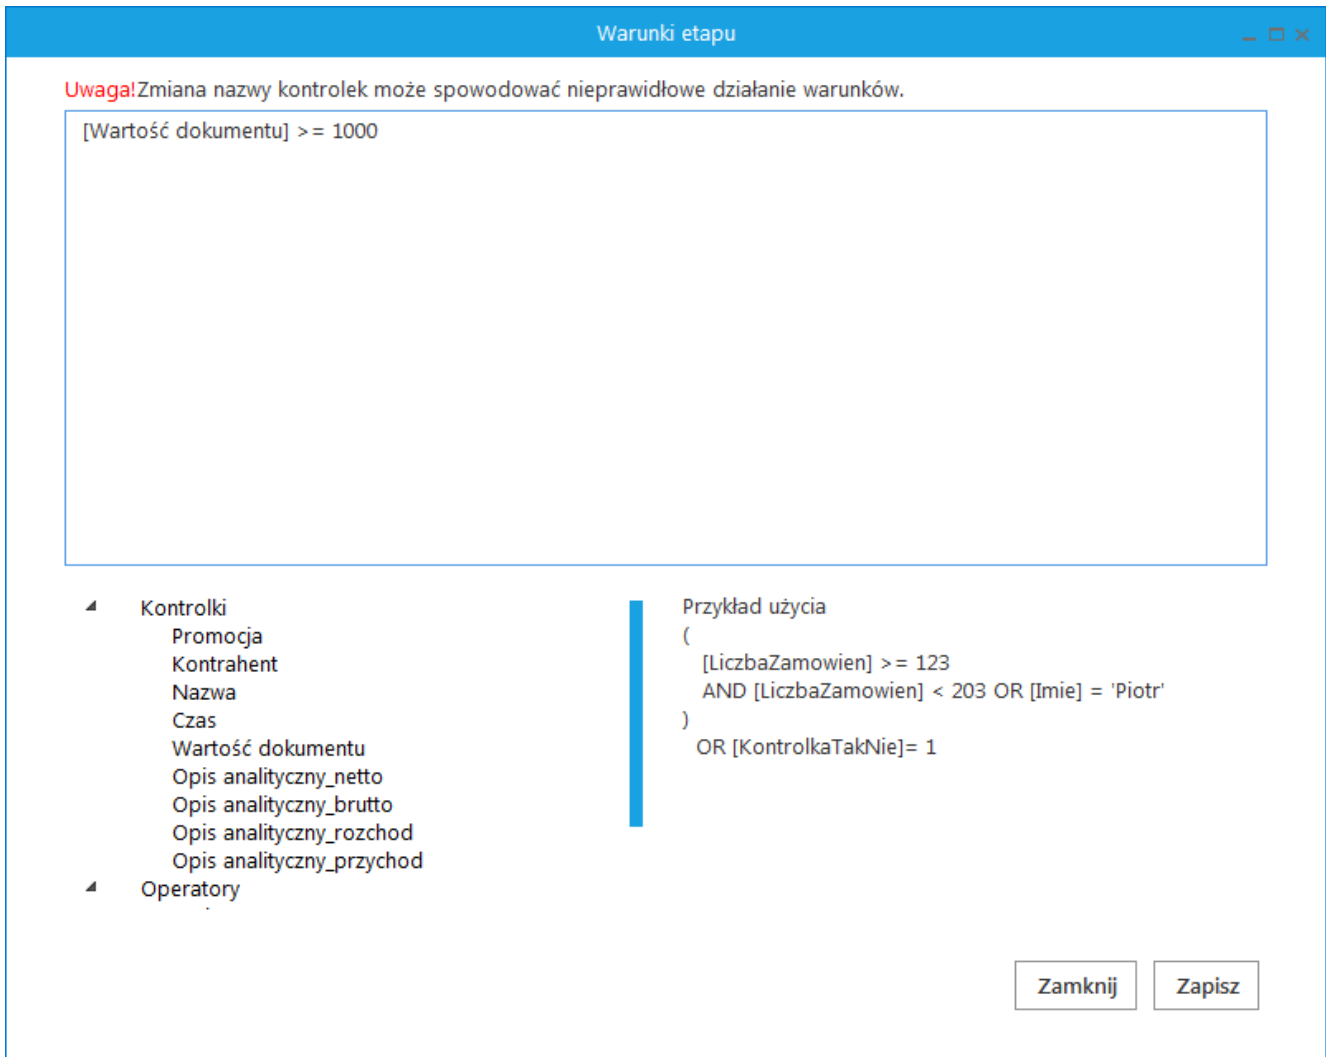 Warunki etapu
Uwaga!Zmiana nazwy kontrolek może spowodować nieprawidłowe działanie warunków.
[Wartość dokumentu] >= 1000
Kontrolki
Promocja
Kontrahent
Nazwa
Czas
Wartość dokumentu
Opis analityczny_netto
Opis analityczny_brutto
Opis analityczny_rozchod
Opis analityczny_przychod
Operatory
Przykład użycia
(
[LiczbaZamowien] >= 123
AND [LiczbaZamowien] < 203 OR [Imie] = 'Piotr'
)
OR [KontrolkaTakNie]= 1
Zamknij
Zapisz